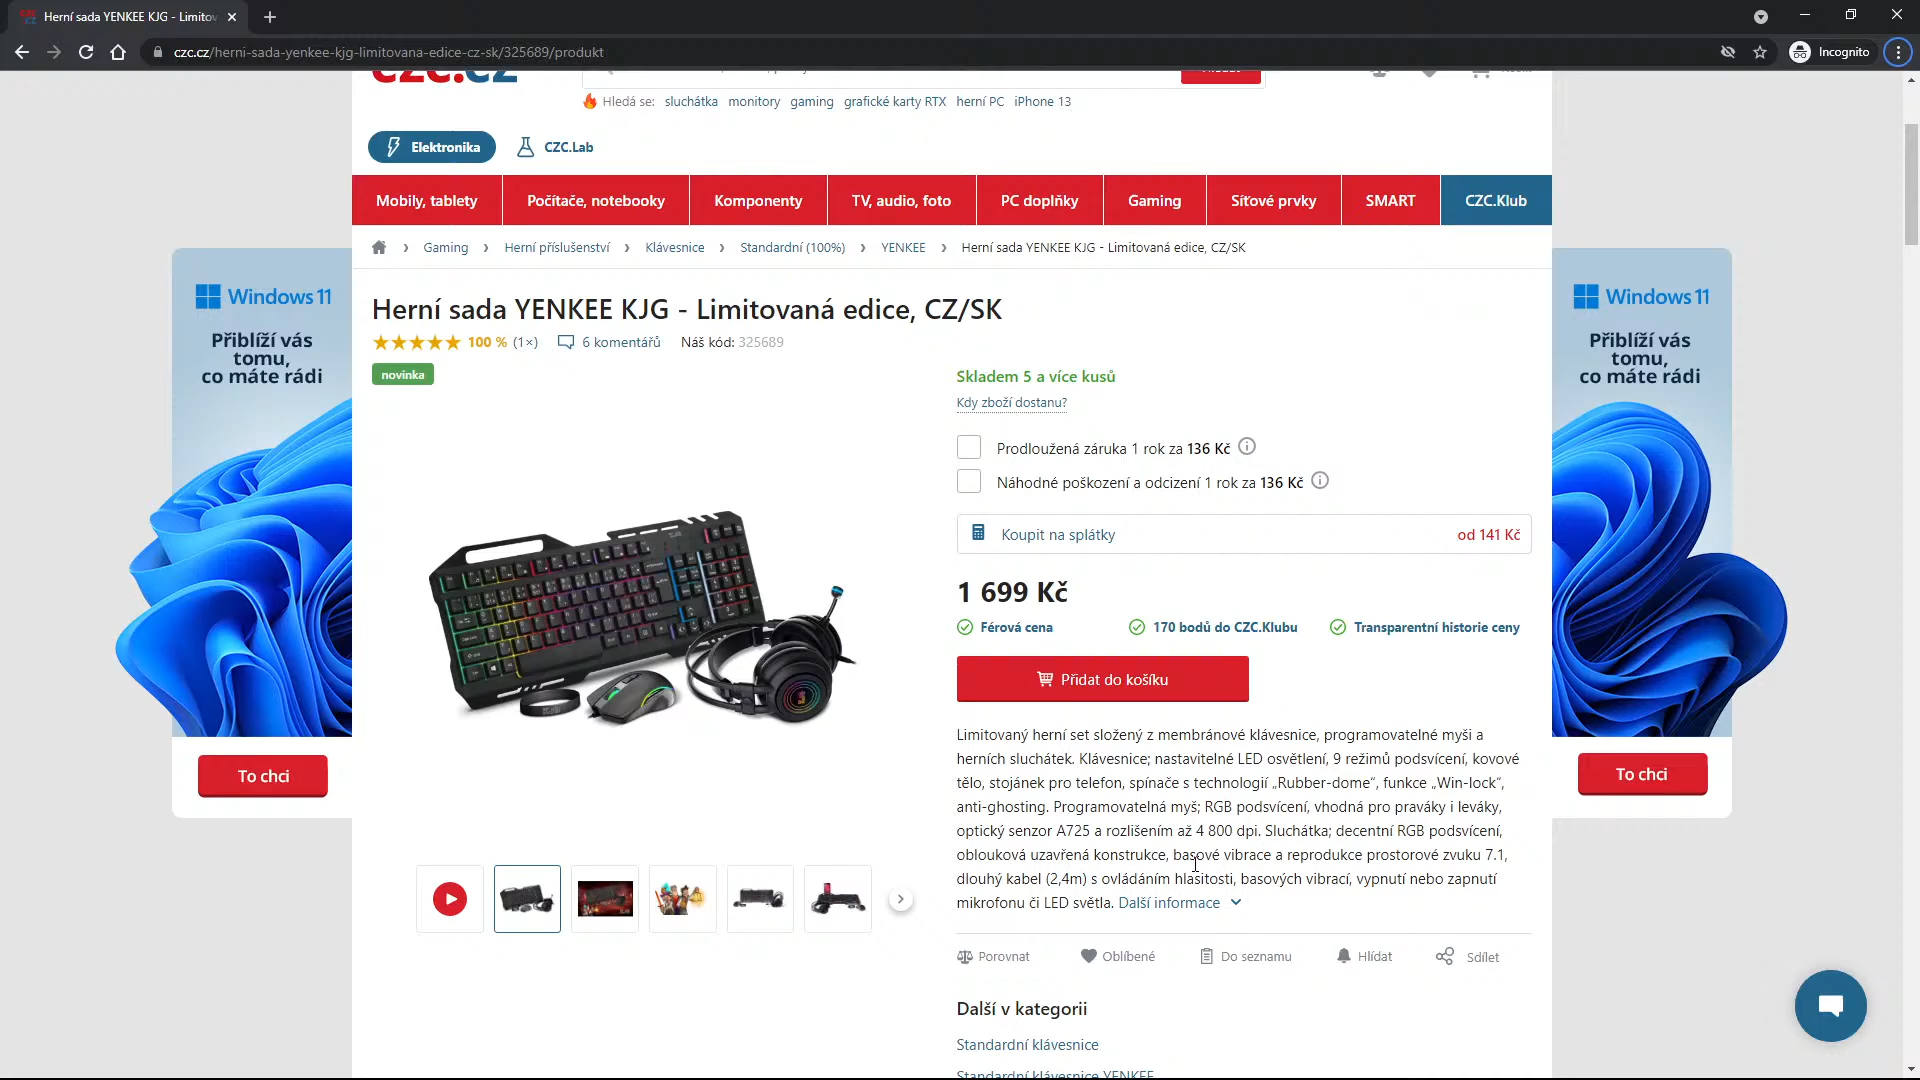 Herní sada YENKEE KJG - Limitov
czc.cz/herni-sada-yenkee-kjg-limitovana-edice-cz-sk/325689/produkt
Incognito
czc.cz
Hledá se: sluchátka monitory gaming grafické karty RTX herní PC iPhone 13
Elektronika
CZC.Lab
Mobily, tablety
Počítače, notebooky
Komponenty
TV, audio, foto
PC doplňky
Gaming
Síťové prvky
SMART
CZC.Klub
Gaming
Herní příslušenství
Klávesnice
Standardní (100%)
YENKEE
Herní sada YENKEE KJG - Limitovaná edice, CZ/SK
Herní sada YENKEE KJG - Limitovaná edice, CZ/SK
100 % (1×)
6 komentářů
Náš kód: 325689
novinka
Skladem 5 a více kusů
Kdy zboží dostanu?
Prodloužená záruka 1 rok za 136 Kč
Náhodné poškození a odcizení 1 rok za 136 Kč
Koupit na splátky
od 141 Kč
1 699 Kč
Férová cena
170 bodů do CZC.Klubu
Transparentní historie ceny
Přidat do košíku
Limitovaný herní set složený z membránové klávesnice, programovatelné myši a
herních sluchátek. Klávesnice; nastavitelné LED osvětlení, 9 režimů podsvícení, kovové
tělo, stojánek pro telefon, spínače s technologií „Rubber-dome“, funkce „Win-lock“,
anti-ghosting. Programovatelná myš; RGB podsvícení, vhodná pro praváky i leváky,
optický senzor A725 a rozlišením až 4 800 dpi. Sluchátka; decentní RGB podsvícení,
oblouková uzavřená konstrukce, basové vibrace a reprodukce prostorové zvuku 7.1,
dlouhý kabel (2,4m) s ovládáním hlasitosti, basových vibrací, vypnutí nebo zapnutí
mikrofonu či LED světla. Další informace
Porovnat
Oblíbené
Do seznamu
Hlídat
Sdílet
Další v kategorii
Standardní klávesnice
Standardní klávesnice YENKEE
Windows 11
Přiblíží vás
tomu,
co máte rádi
To chci
Windows 11
Přiblíží vás
tomu,
co máte rádi
To chci